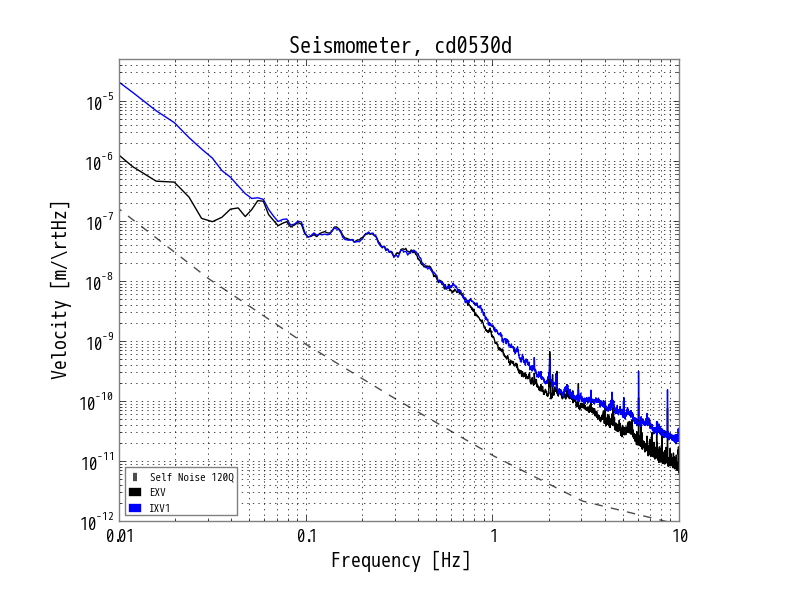 Seismometer, cd0530d
Velocity [m/\rtHz]
10^-5
10^-6
10^-7
10^-8
10^-9
10^-10
10^-11
10^-12
Self Noise 120Q
EXV
IXV1
0.01 0.1 1 10
Frequency [Hz]